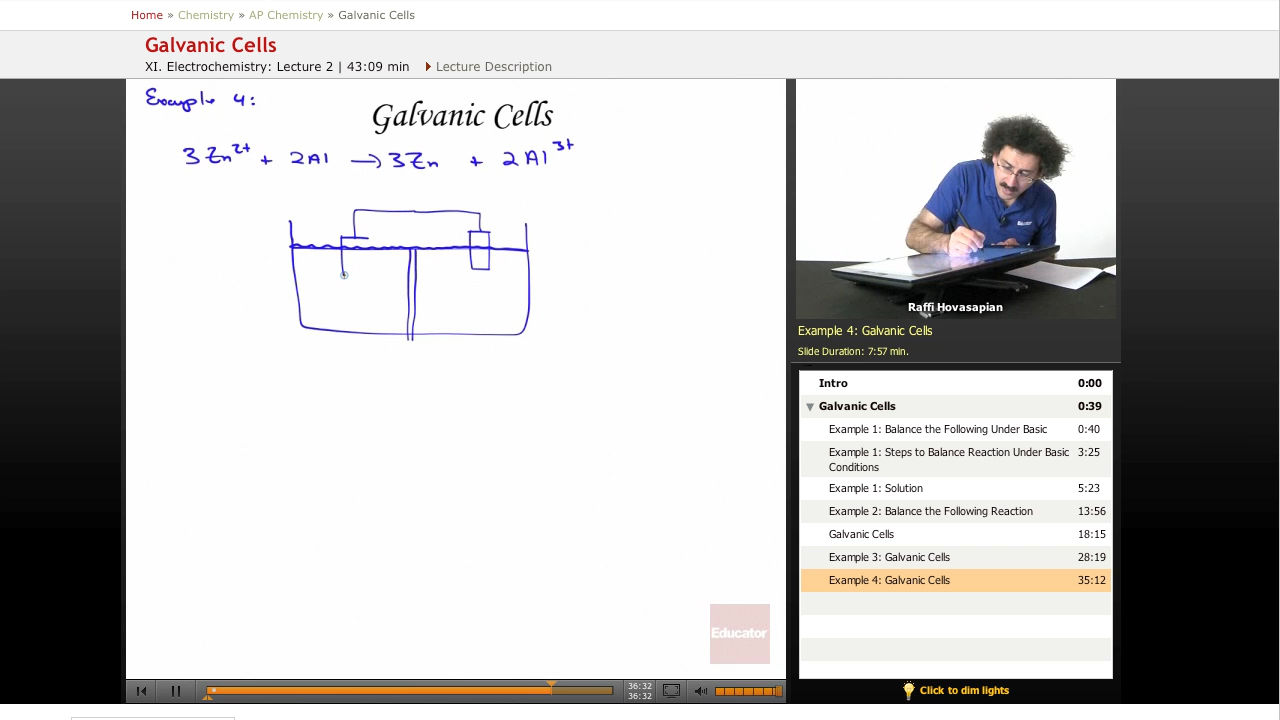 Home » Chemistry » AP Chemistry » Galvanic Cells
Galvanic Cells
XI. Electrochemistry: Lecture 2 | 43:09 min Lecture Description
Example 4:
Galvanic Cells
3Zn²⁺ + 2Al → 3Zn + 2Al³⁺
Educator
Raffi Hovasapian
Example 4: Galvanic Cells
Slide Duration: 7:57 min.
Intro 0:00
Galvanic Cells 0:39
Example 1: Balance the Following Under Basic 0:40
Example 1: Steps to Balance Reaction Under Basic 3:25
Conditions
Example 1: Solution 5:23
Example 2: Balance the Following Reaction 13:56
Galvanic Cells 18:15
Example 3: Galvanic Cells 28:19
Example 4: Galvanic Cells 35:12
36:32
36:32
Click to dim lights